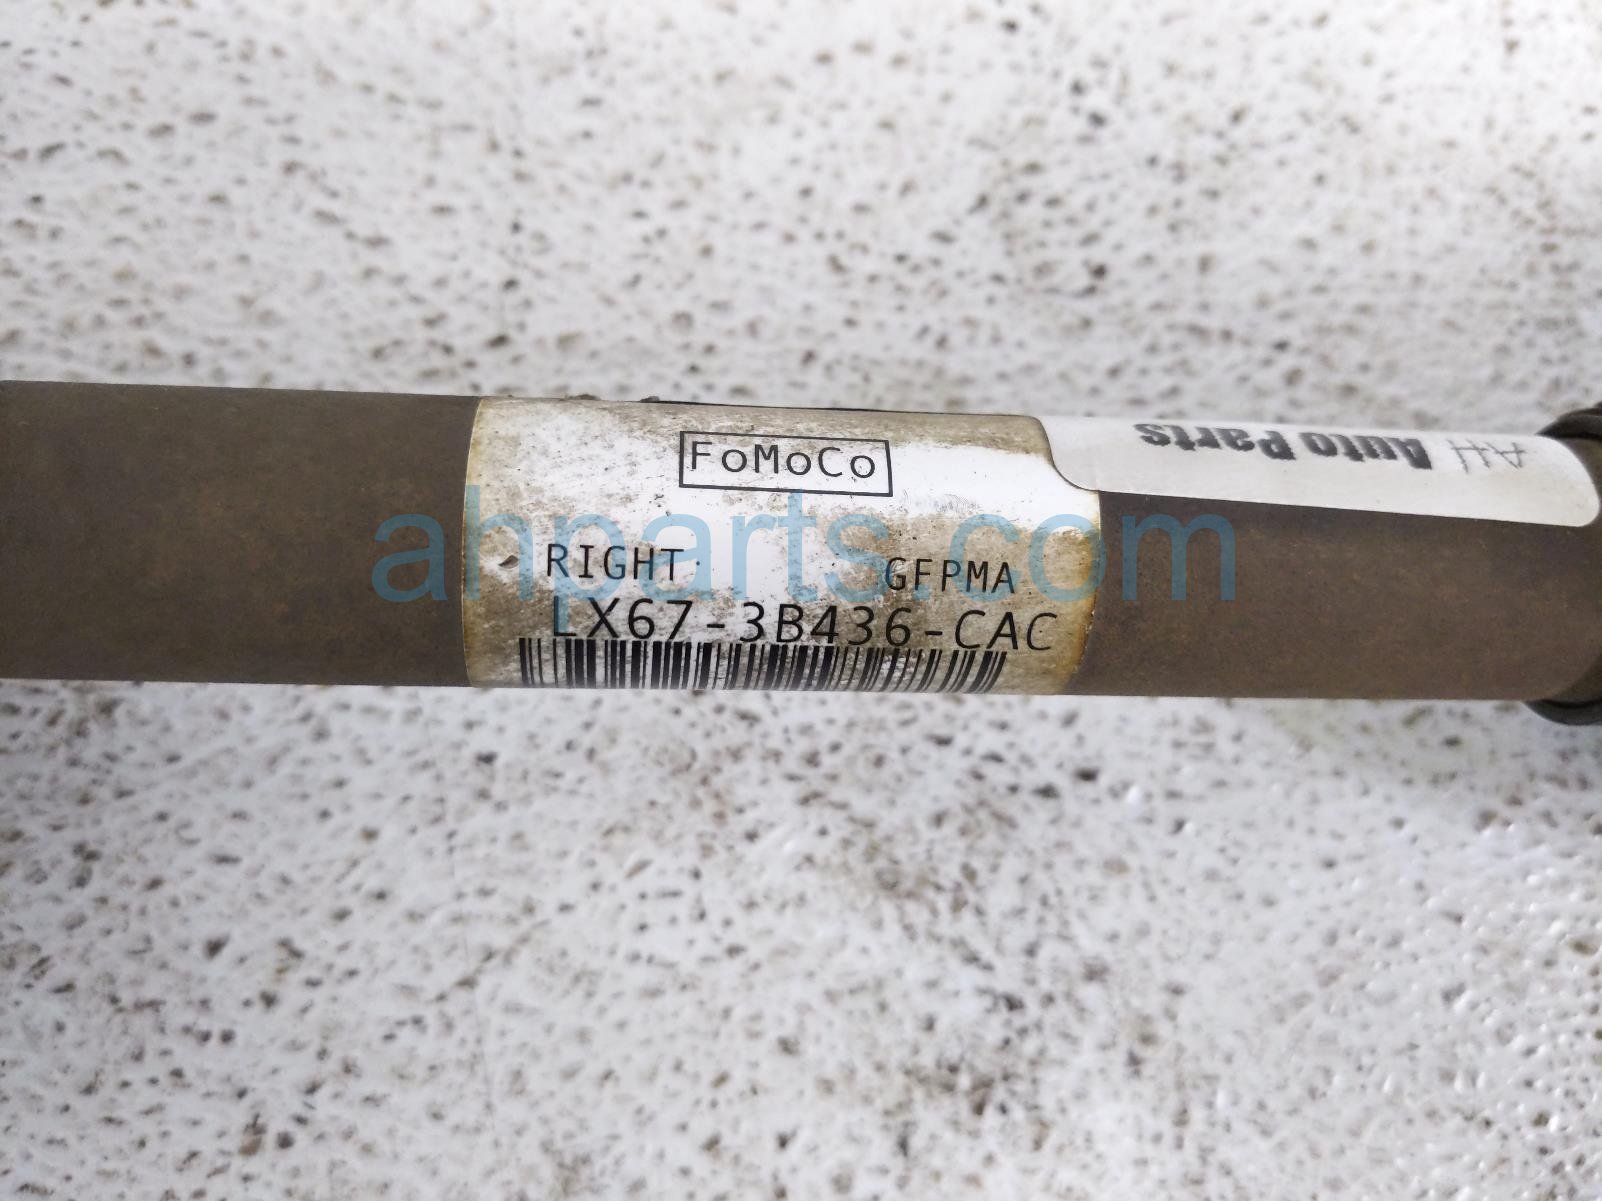 FoMoCo
RIGHT GFPMA
LX67-3B436-CAC
AH Auto Parts
ahparts.com